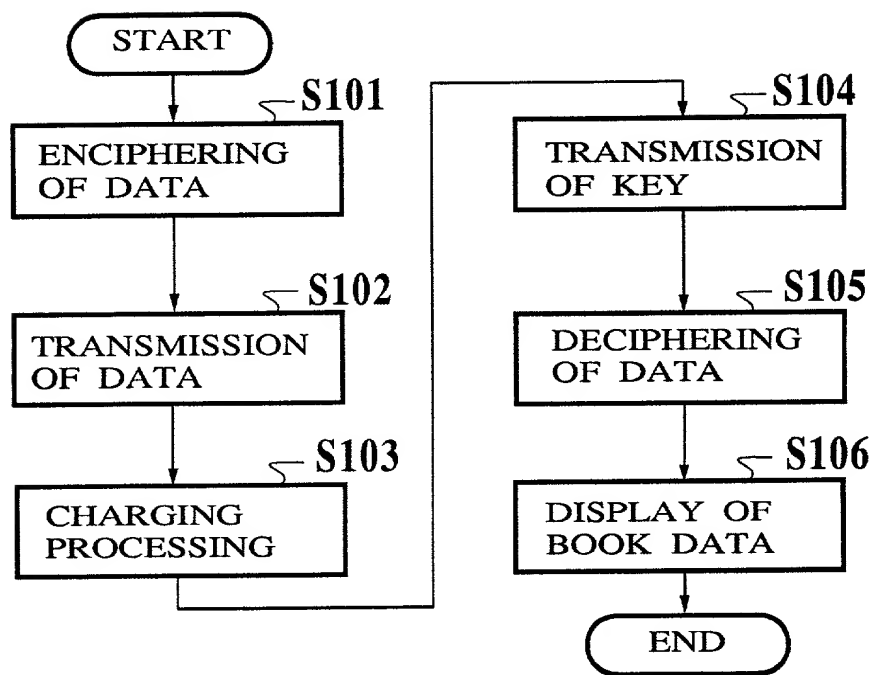 START
S101
ENCIPHERING
OF DATA
S102
TRANSMISSION
OF DATA
S103
CHARGING
PROCESSING
S104
TRANSMISSION
OF KEY
S105
DECIPHERING
OF DATA
S106
DISPLAY OF
BOOK DATA
END